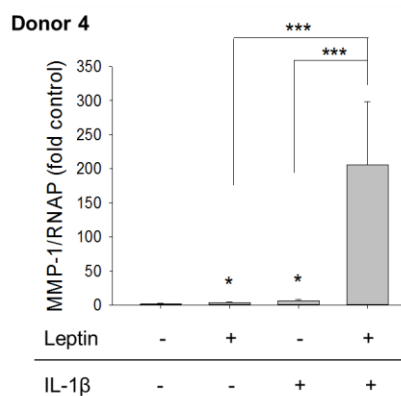 Donor 4
***
***
MMP-1/RNAP (fold control)
350
300
250
200
150
100
50
0
* *
Leptin - + - +
IL-1β - - + +